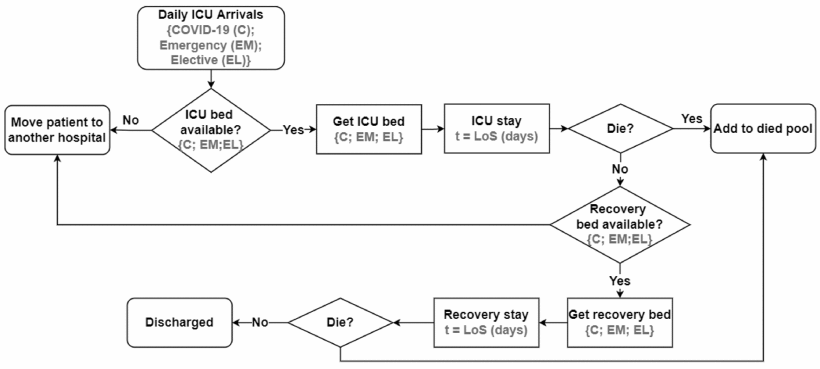 Daily ICU Arrivals
{COVID-19 (C);
Emergency (EM);
Elective (EL)}
ICU bed
available?
{C; EM;EL}
No
Move patient to
another hospital
Yes
Get ICU bed
{C; EM; EL}
ICU stay
t = LoS (days)
Die?
Yes
Add to died pool
No
Recovery
bed available?
{C; EM;EL}
Yes
Get recovery bed
{C; EM; EL}
Recovery stay
t = LoS (days)
Die?
No
Discharged